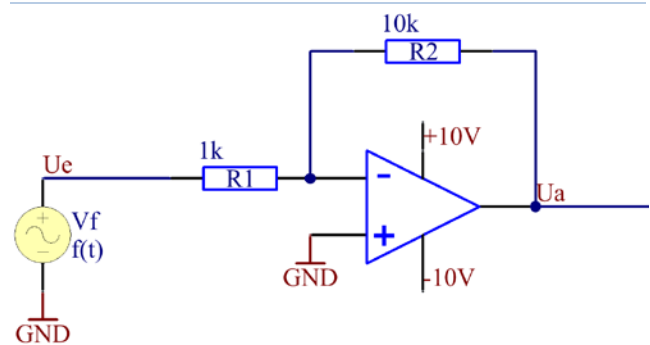 10k
R2
+10V
1k
Ue
R1
-
Ua
+
Vf
f(t)
+
-
GND
-10V
GND